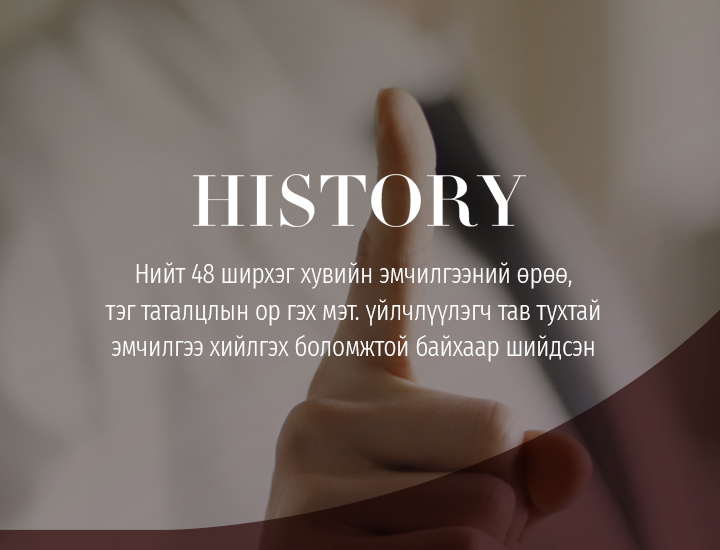 HISTORY
Нийт 48 ширхэг хувийн эмчилгээний өрөө,
тэг таталцлын ор гэх мэт. үйлчлүүлэгч тав тухтай
эмчилгээ хийлгэх боломжтой байхаар шийдсэн